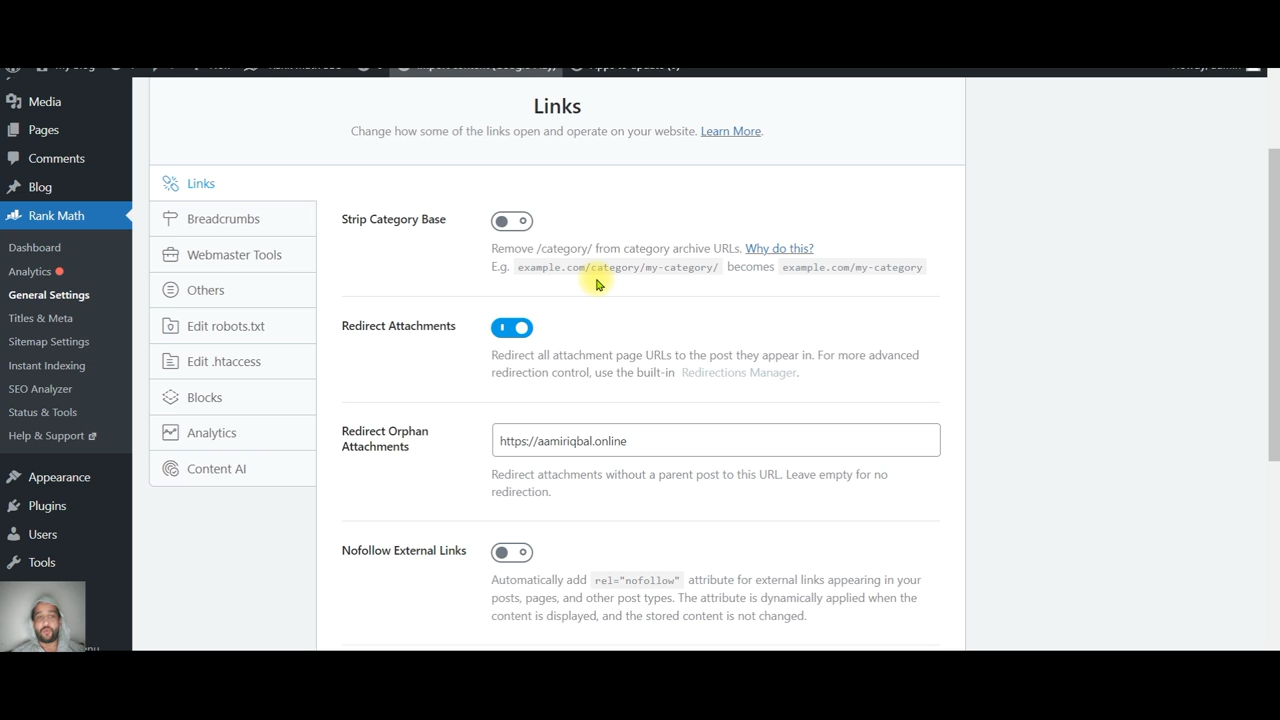 Media
Pages
Comments
Blog
Rank Math
Dashboard
Analytics
General Settings
Titles & Meta
Sitemap Settings
Instant Indexing
SEO Analyzer
Status & Tools
Help & Support
Appearance
Plugins
Users
Tools
Links
Change how some of the links open and operate on your website. Learn More.
Links
Breadcrumbs
Webmaster Tools
Others
Edit robots.txt
Edit .htaccess
Blocks
Analytics
Content AI
Strip Category Base
Remove /category/ from category archive URLs. Why do this?
E.g. example.com/category/my-category/ becomes example.com/my-category
Redirect Attachments
Redirect all attachment page URLs to the post they appear in. For more advanced
redirection control, use the built-in Redirections Manager.
Redirect Orphan
Attachments
https://aamiriqbal.online
Redirect attachments without a parent post to this URL. Leave empty for no
redirection.
Nofollow External Links
Automatically add rel="nofollow" attribute for external links appearing in your
posts, pages, and other post types. The attribute is dynamically applied when the
content is displayed, and the stored content is not changed.